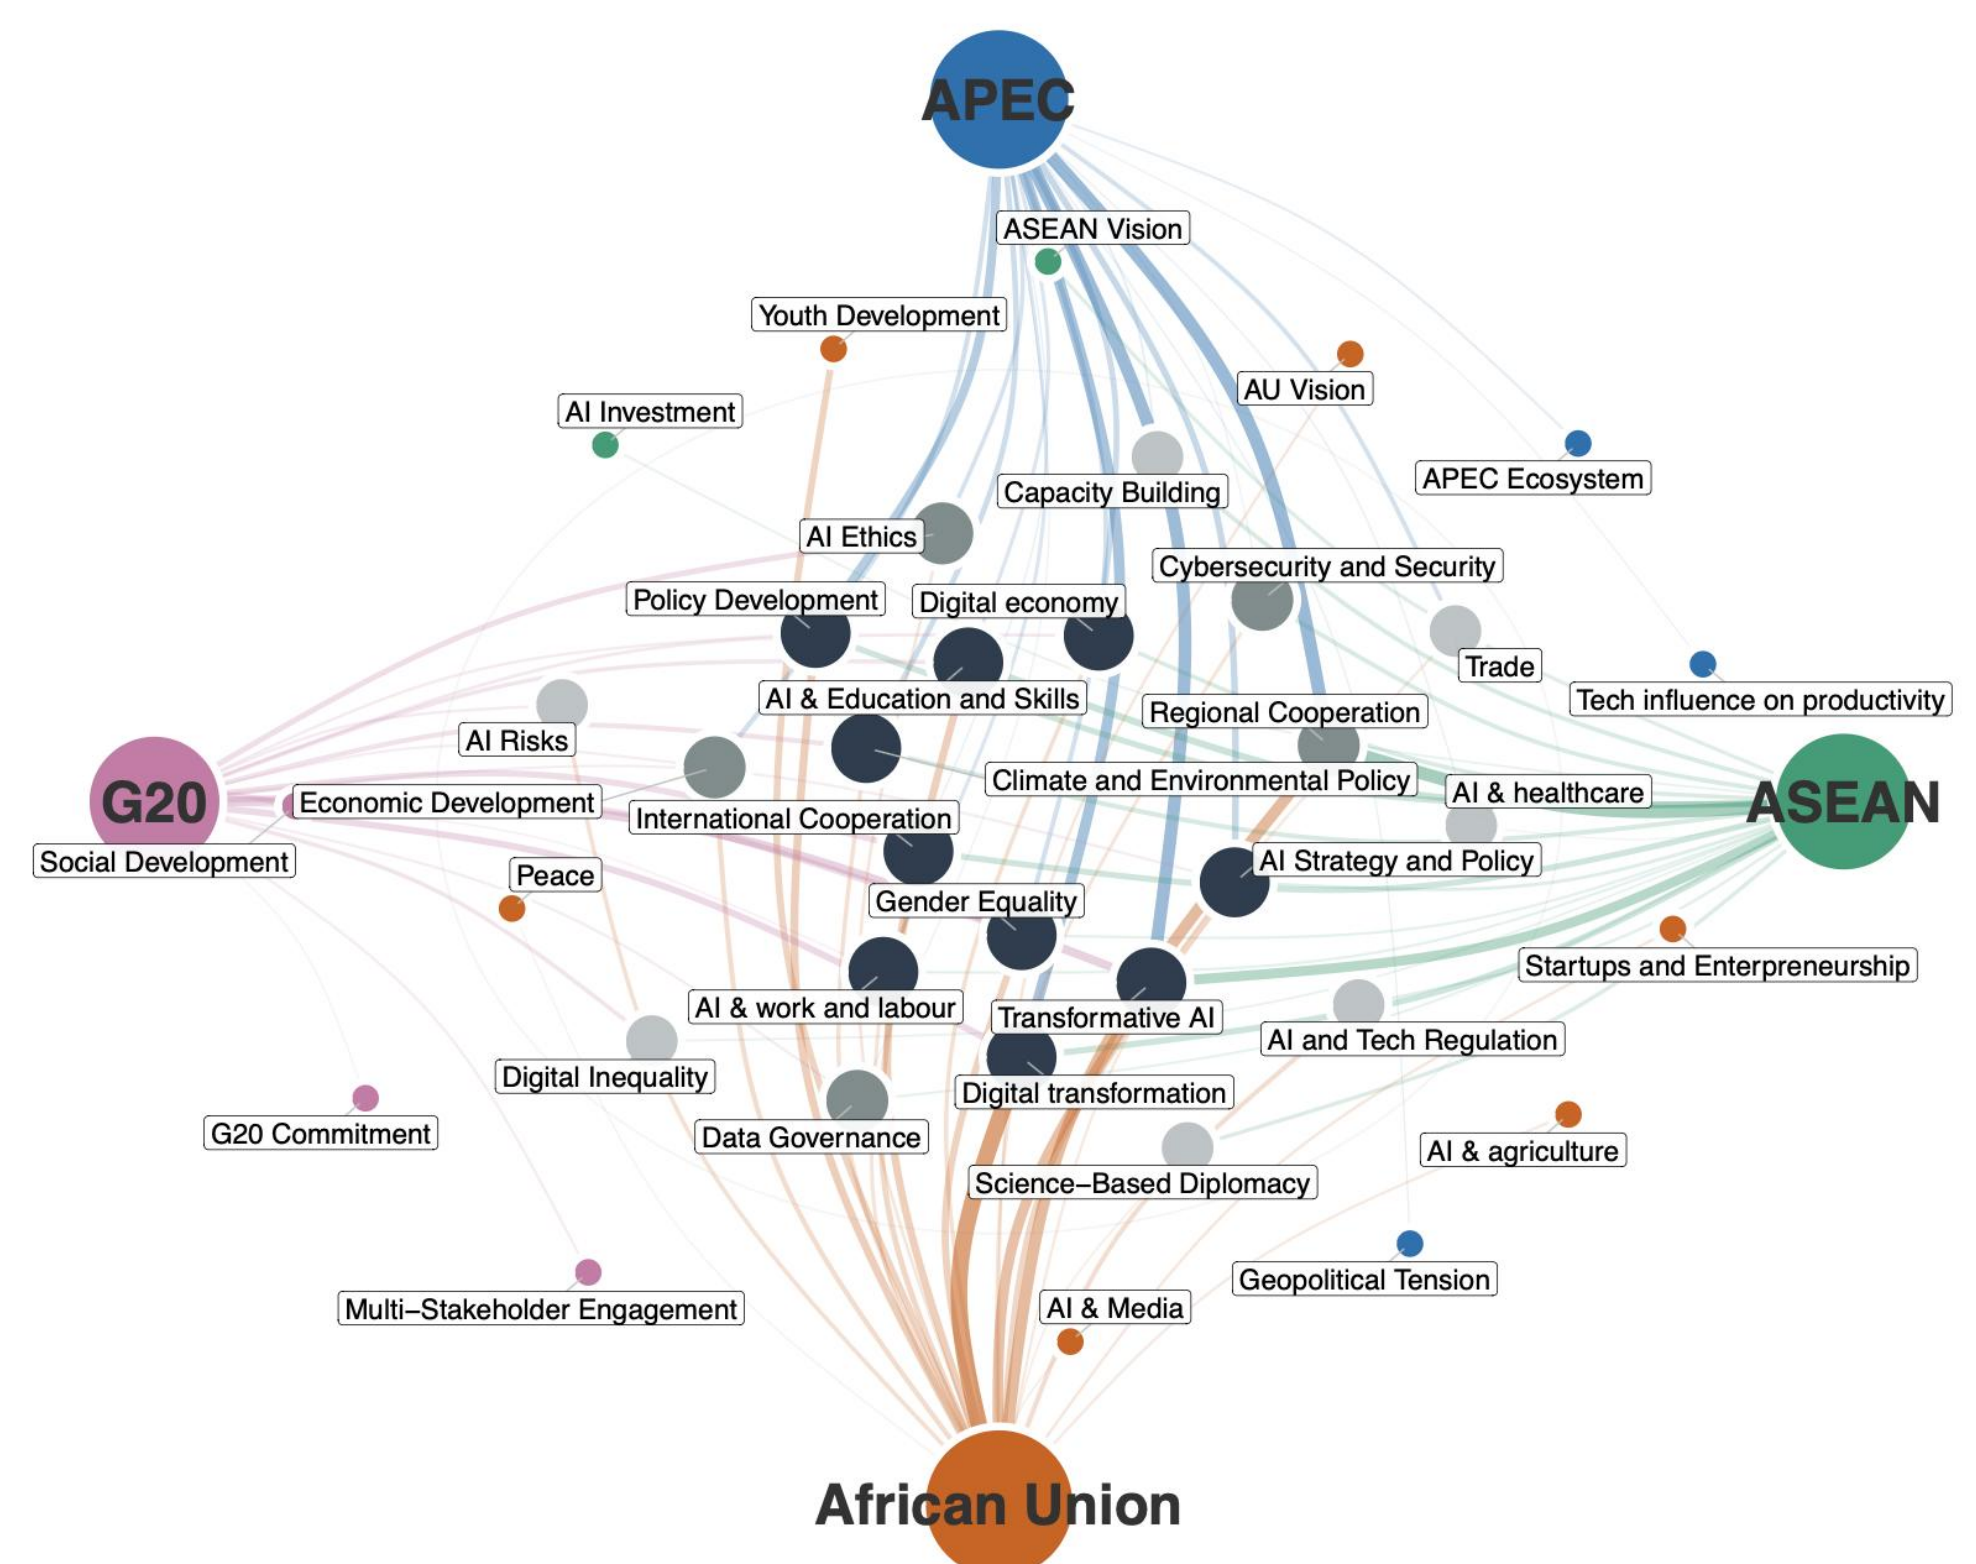 APEC
ASEAN Vision
Youth Development
AU Vision
AI Investment
APEC Ecosystem
Capacity Building
AI Ethics
Cybersecurity and Security
Policy Development
Digital economy
Trade
AI & Education and Skills
Tech influence on productivity
Regional Cooperation
AI Risks
Climate and Environmental Policy
AI & healthcare
G20
Economic Development
ASEAN
International Cooperation
Social Development
AI Strategy and Policy
Peace
Gender Equality
Startups and Enterpreneurship
AI & work and labour
Transformative AI
AI and Tech Regulation
Digital Inequality
Digital transformation
G20 Commitment
Data Governance
AI & agriculture
Science–Based Diplomacy
Geopolitical Tension
Multi–Stakeholder Engagement
AI & Media
African Union